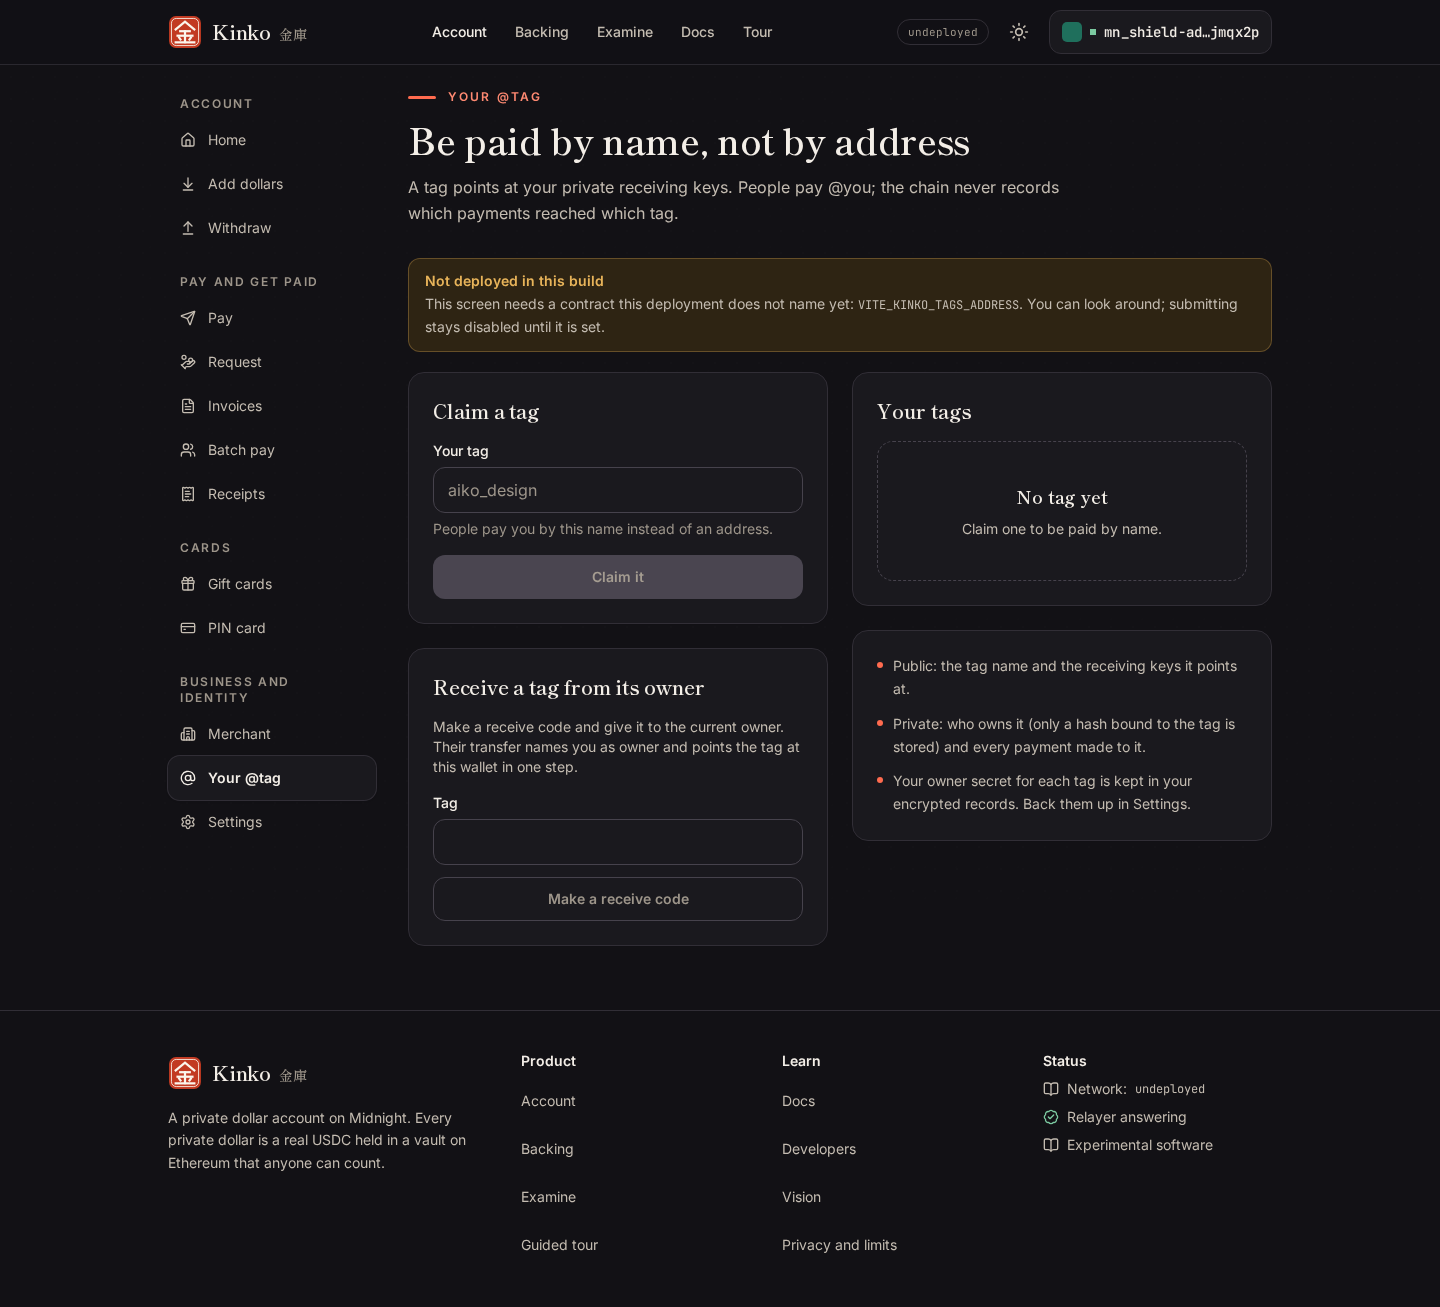 金 Kinko 金庫
Account
Backing
Examine
Docs
Tour
undeployed
mn_shield-ad…jmqx2p
ACCOUNT
Home
Add dollars
Withdraw
PAY AND GET PAID
Pay
Request
Invoices
Batch pay
Receipts
CARDS
Gift cards
PIN card
BUSINESS AND
IDENTITY
Merchant
Your @tag
Settings
YOUR @TAG
Be paid by name, not by address
A tag points at your private receiving keys. People pay @you; the chain never records
which payments reached which tag.
Not deployed in this build
This screen needs a contract this deployment does not name yet: VITE_KINKO_TAGS_ADDRESS. You can look around; submitting
stays disabled until it is set.
Claim a tag
Your tag
aiko_design
People pay you by this name instead of an address.
Claim it
Receive a tag from its owner
Make a receive code and give it to the current owner.
Their transfer names you as owner and points the tag at
this wallet in one step.
Tag
Make a receive code
Your tags
No tag yet
Claim one to be paid by name.
Public: the tag name and the receiving keys it points
at.
Private: who owns it (only a hash bound to the tag is
stored) and every payment made to it.
Your owner secret for each tag is kept in your
encrypted records. Back them up in Settings.
金 Kinko 金庫
A private dollar account on Midnight. Every
private dollar is a real USDC held in a vault on
Ethereum that anyone can count.
Product
Account
Backing
Examine
Guided tour
Learn
Docs
Developers
Vision
Privacy and limits
Status
Network: undeployed
Relayer answering
Experimental software